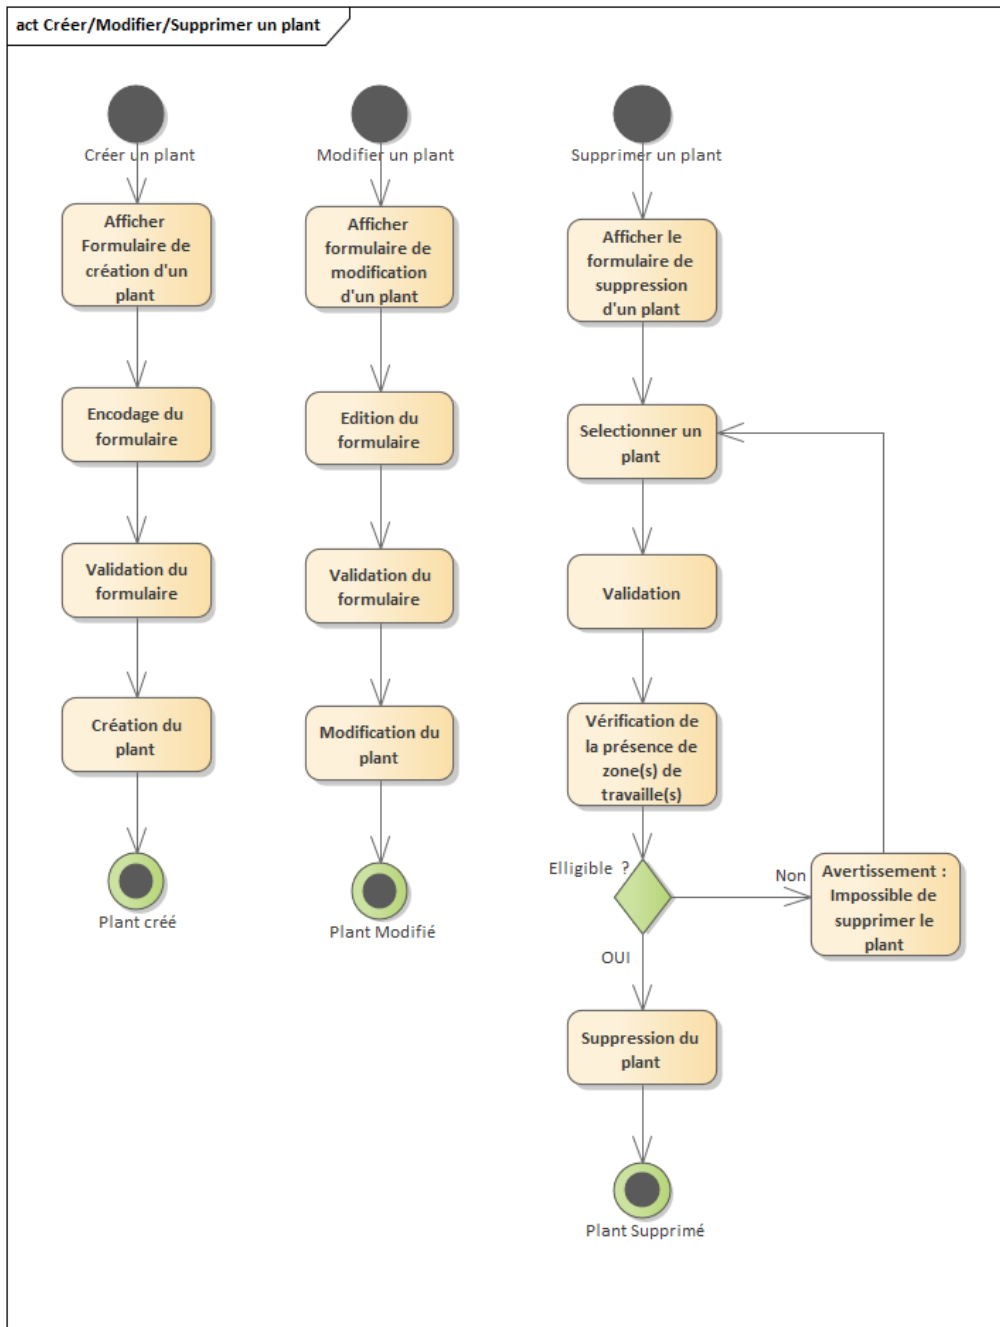 act Créer/Modifier/Supprimer un plant
Créer un plant
Afficher
Formulaire de
création d'un
plant
Encodage du
formulaire
Validation du
formulaire
Création du
plant
Plant créé
Modifier un plant
Afficher
formulaire de
modification
d'un plant
Edition du
formulaire
Validation du
formulaire
Modification du
plant
Plant Modifié
Supprimer un plant
Afficher le
formulaire de
suppression
d'un plant
Selectionner un
plant
Validation
Vérification de
la présence de
zone(s) de
travaille(s)
Elligible ?
Non
Avertissement :
Impossible de
supprimer le
plant
OUI
Suppression du
plant
Plant Supprimé